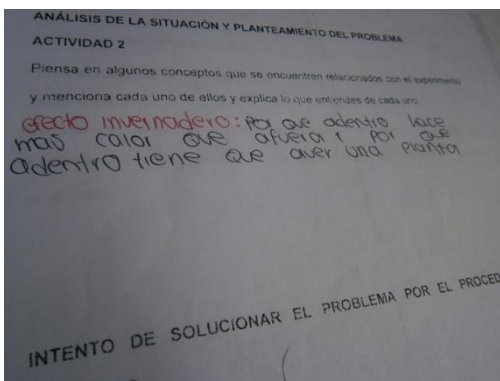 ANÁLISIS DE LA SITUACIÓN Y PLANTEAMIENTO DEL PROBLEMA
ACTIVIDAD 2
Piensa en algunos conceptos que se encuentren relacionados con el experimento
y menciona cada uno de ellos y explica lo que entiendes de cada uno.
efecto invernadero: por que adentro hace
mas calor que afuera y por que
adentro tiene que aver una planta
INTENTO DE SOLUCIONAR EL PROBLEMA POR EL PROCED